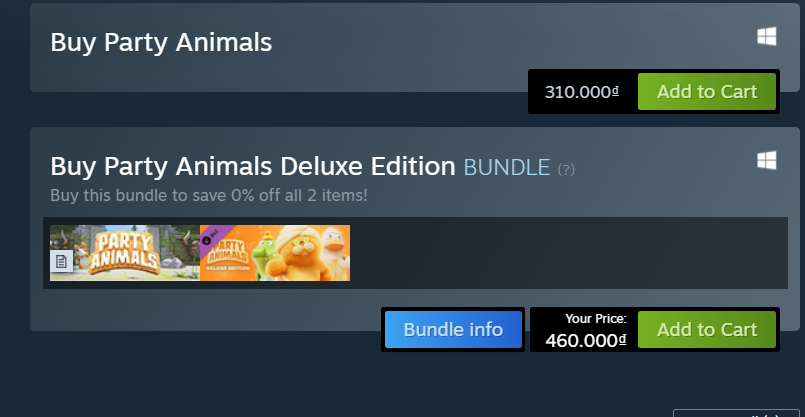 Buy Party Animals
310.000₫
Add to Cart
Buy Party Animals Deluxe Edition BUNDLE (?)
Buy this bundle to save 0% off all 2 items!
PARTY
ANIMALS
DLC
PARTY
ANIMALS
DELUXE EDITION
Bundle info
Your Price:
460.000₫
Add to Cart